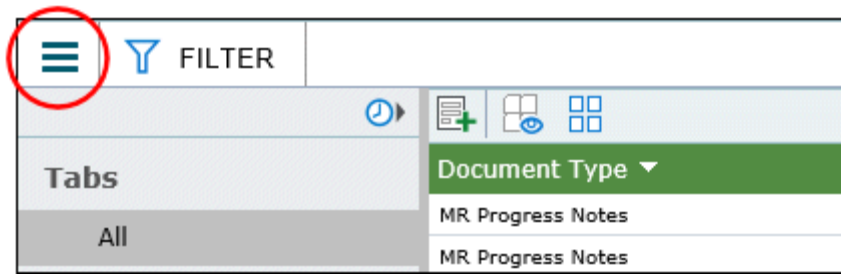 FILTER
Tabs
All
Document Type
MR Progress Notes
MR Progress Notes